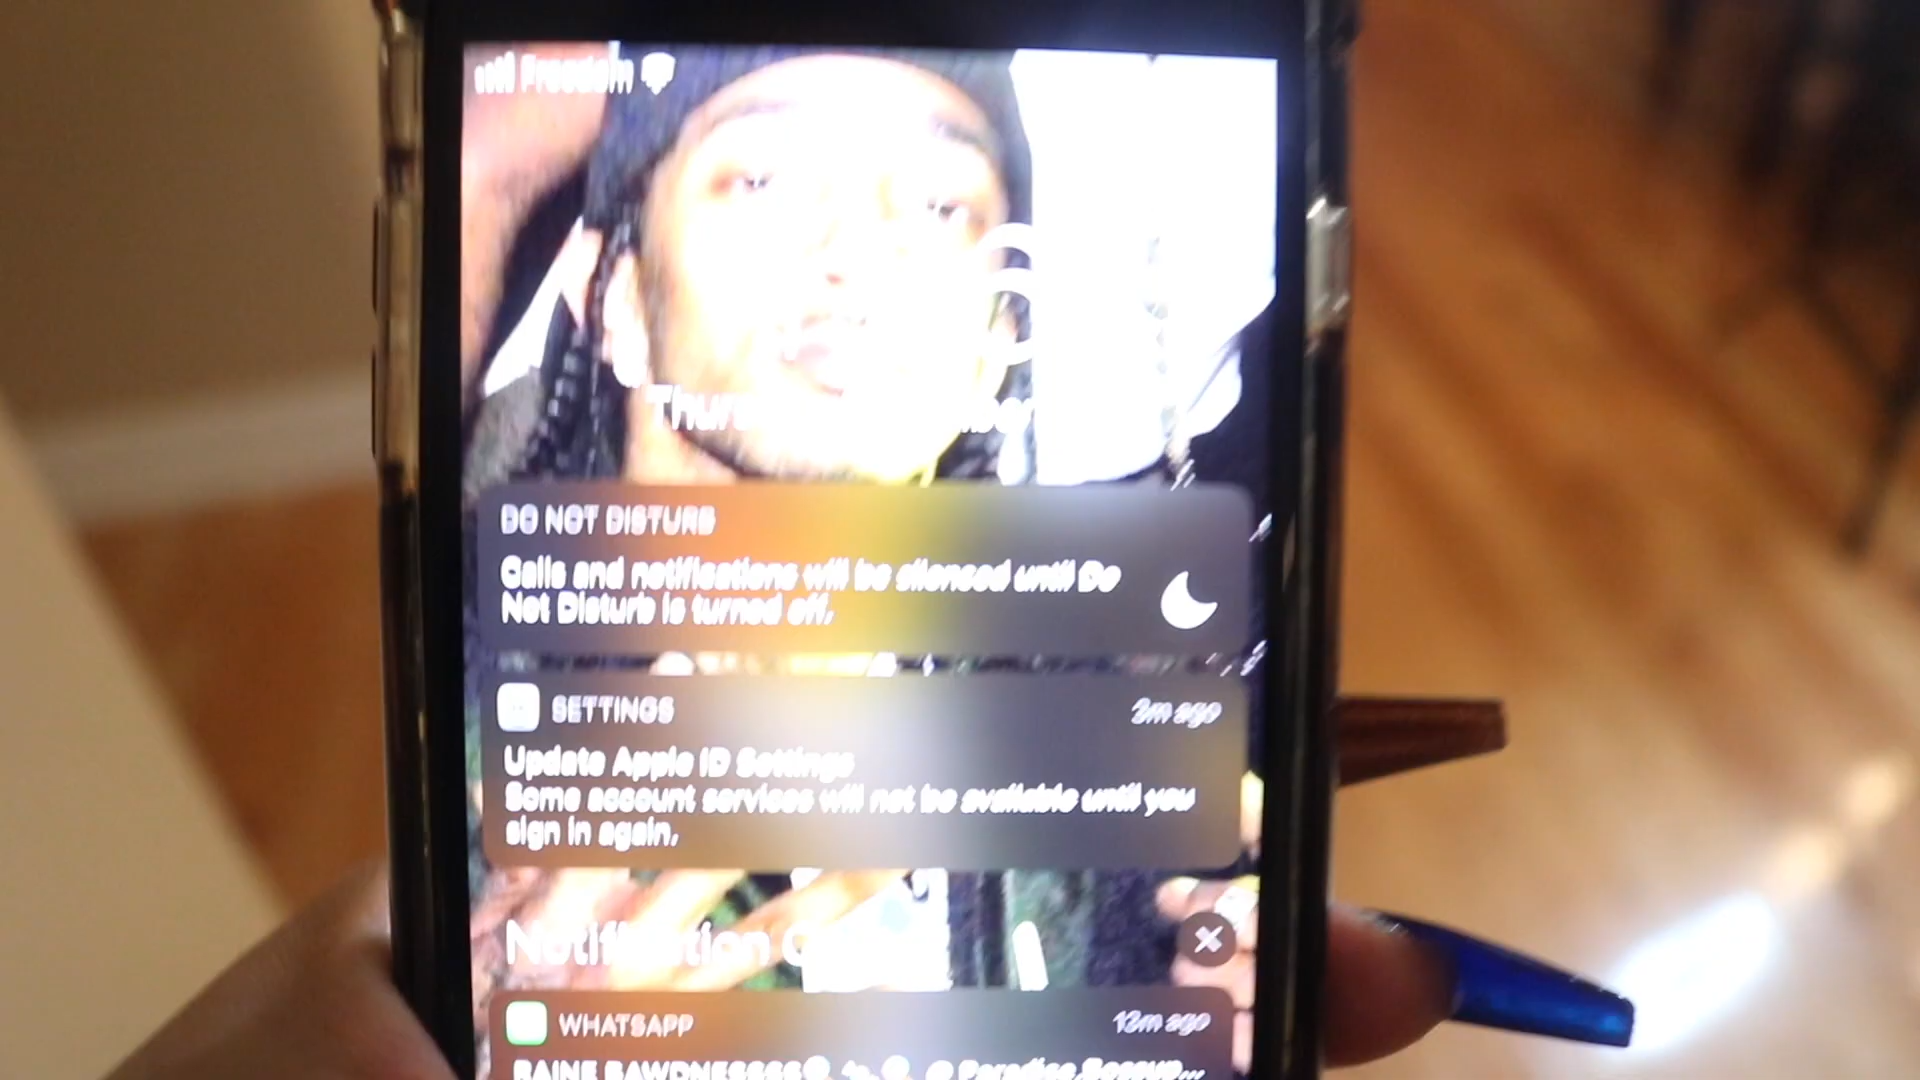 Freedom
DO NOT DISTURB
Calls and notifications will be silenced until Do
Not Disturb is turned off.
SETTINGS
2m ago
Update Apple ID Settings
Some account services will not be available until you
sign in again.
Notification
WHATSAPP
12m ago